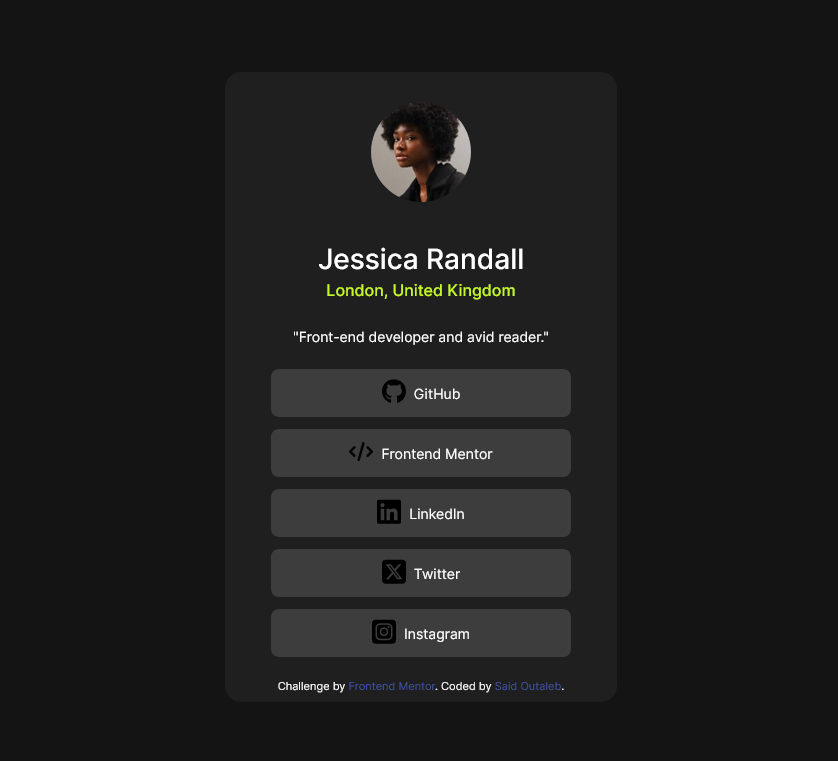 Jessica Randall
London, United Kingdom
"Front-end developer and avid reader."
GitHub
Frontend Mentor
LinkedIn
Twitter
Instagram
Challenge by Frontend Mentor. Coded by Said Outaleb.